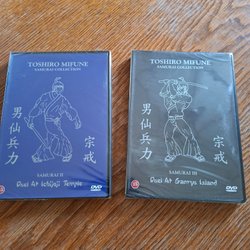 TOSHIRO MIFUNE
SAMURAI COLLECTION
男仙兵力
宗戒
SAMURAI II
Duel At Ichijoji Temple
DVD
TOSHIRO MIFUNE
SAMURAI COLLECTION
男仙兵力
宗戒
SAMURAI III
Duel At Ganryu Island
DVD